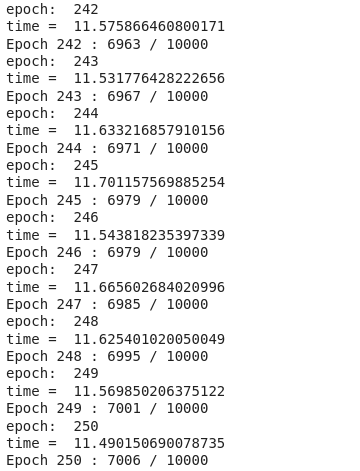 epoch:  242
time =  11.575866460800171
Epoch 242 : 6963 / 10000
epoch:  243
time =  11.531776428222656
Epoch 243 : 6967 / 10000
epoch:  244
time =  11.633216857910156
Epoch 244 : 6971 / 10000
epoch:  245
time =  11.701157569885254
Epoch 245 : 6979 / 10000
epoch:  246
time =  11.543818235397339
Epoch 246 : 6979 / 10000
epoch:  247
time =  11.665602684020996
Epoch 247 : 6985 / 10000
epoch:  248
time =  11.625401020050049
Epoch 248 : 6995 / 10000
epoch:  249
time =  11.569850206375122
Epoch 249 : 7001 / 10000
epoch:  250
time =  11.490150690078735
Epoch 250 : 7006 / 10000